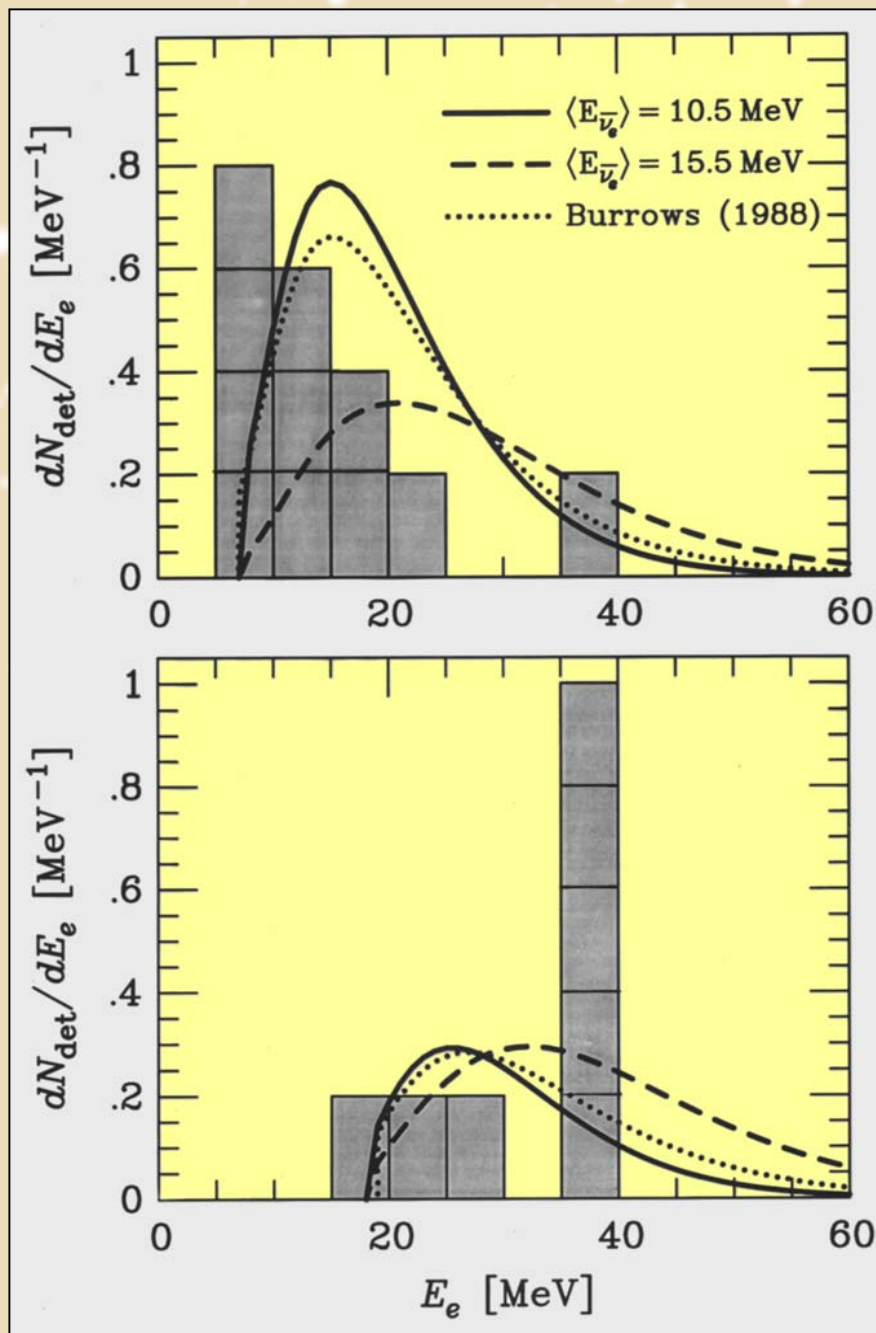 1
.8
.6
.4
.2
0
dN_det/dE_e [MeV⁻¹]
⟨E_ν̄e⟩ = 10.5 MeV
⟨E_ν̄e⟩ = 15.5 MeV
Burrows (1988)
0 20 40 60
1
.8
.6
.4
.2
0
dN_det/dE_e [MeV⁻¹]
0 20 40 60
E_e [MeV]